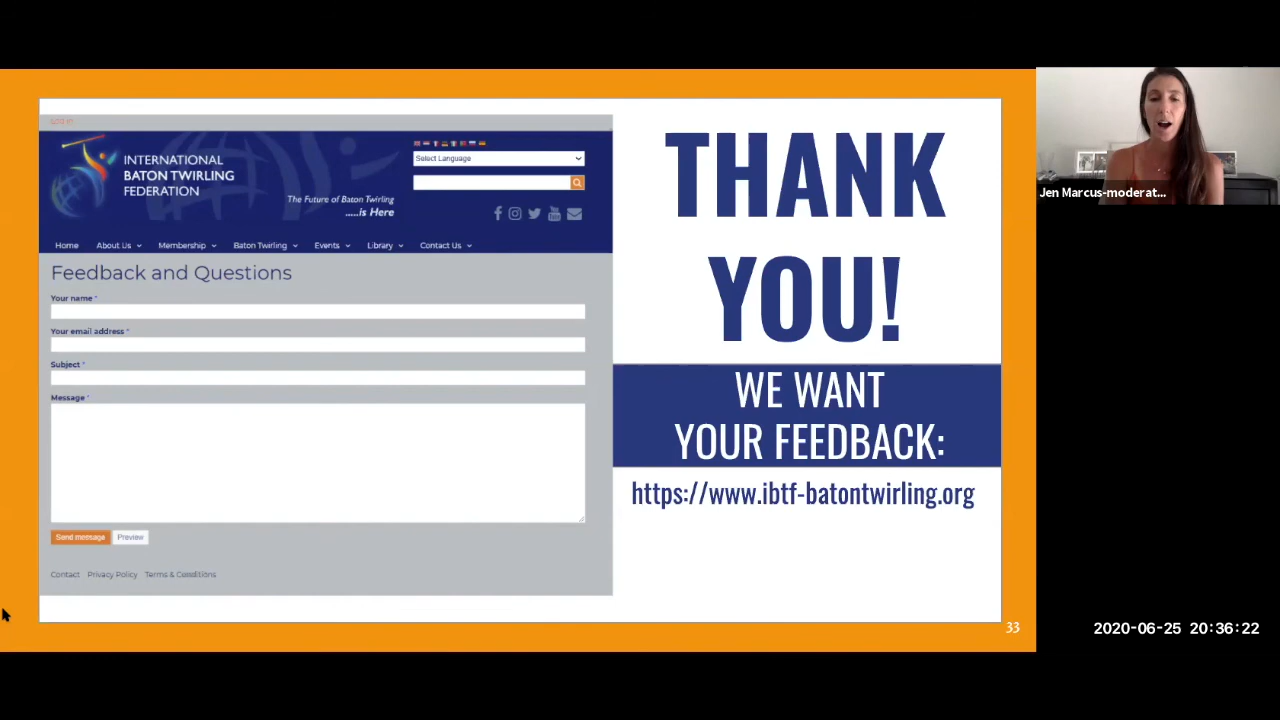 LOG IN
INTERNATIONAL
BATON TWIRLING
FEDERATION
The Future of Baton Twirling
.....is Here
Select Language
Home About Us Membership Baton Twirling Events Library Contact Us
Feedback and Questions
Your name *
Your email address *
Subject *
Message *
Send message Preview
Contact Privacy Policy Terms & Conditions
THANK
YOU!
WE WANT
YOUR FEEDBACK:
https://www.ibtf-batontwirling.org
33
Jen Marcus-moderat...
2020-06-25 20:36:22